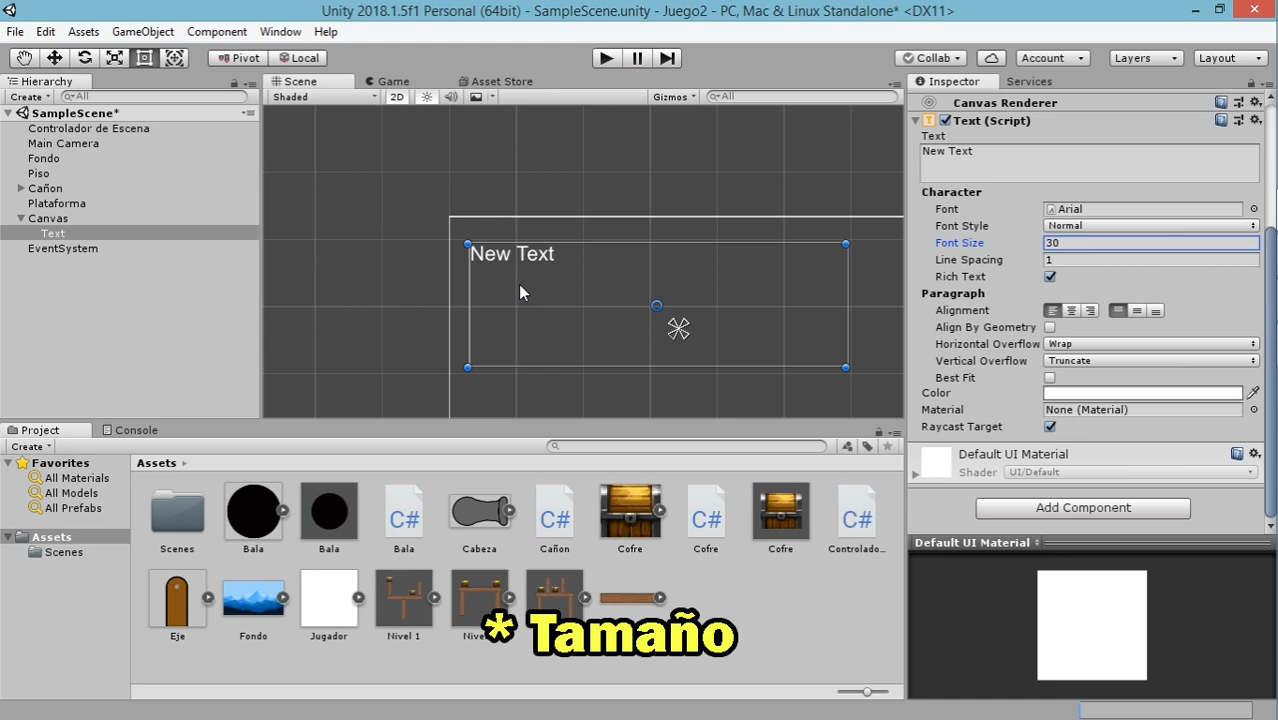 Unity 2018.1.5f1 Personal (64bit) - SampleScene.unity - Juego2 - PC, Mac & Linux Standalone* <DX11>
File Edit Assets GameObject Component Window Help
Pivot Local Collab Account Layers Layout
Hierarchy
Create All
SampleScene*
Controlador de Escena
Main Camera
Fondo
Piso
Cañon
Plataforma
Canvas
Text
EventSystem
Scene Game Asset Store
Shaded 2D Gizmos All
New Text
Inspector Services
Canvas Renderer
Text (Script)
Text
New Text
Character
Font Arial
Font Style Normal
Font Size 30
Line Spacing 1
Rich Text
Paragraph
Alignment
Align By Geometry
Horizontal Overflow Wrap
Vertical Overflow Truncate
Best Fit
Color
Material None (Material)
Raycast Target
Default UI Material
Shader UI/Default
Add Component
Default UI Material
Project Console
Create
Favorites
All Materials
All Models
All Prefabs
Assets
Scenes
Assets
C# C# C# C#
Scenes Bala Bala Bala Cabeza Cañon Cofre Cofre Cofre Controlado...
Eje Fondo Jugador Nivel 1
* Tamaño